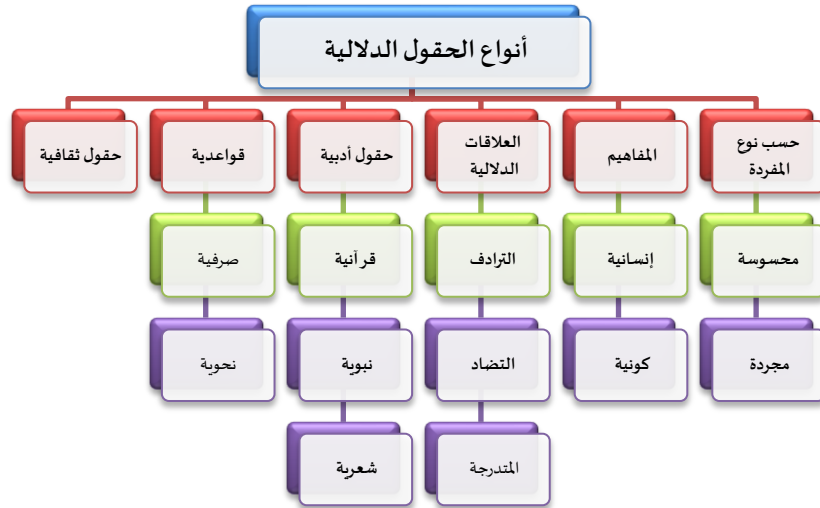 أنواع الحقول الدلالية
حسب نوع
المفردة
المفاهيم
العلاقات
الدلالية
حقول أدبية
قواعدية
حقول ثقافية
محسوسة
إنسانية
الترادف
قرآنية
صرفية
مجردة
كونية
التضاد
نبوية
نحوية
المتدرجة
شعرية